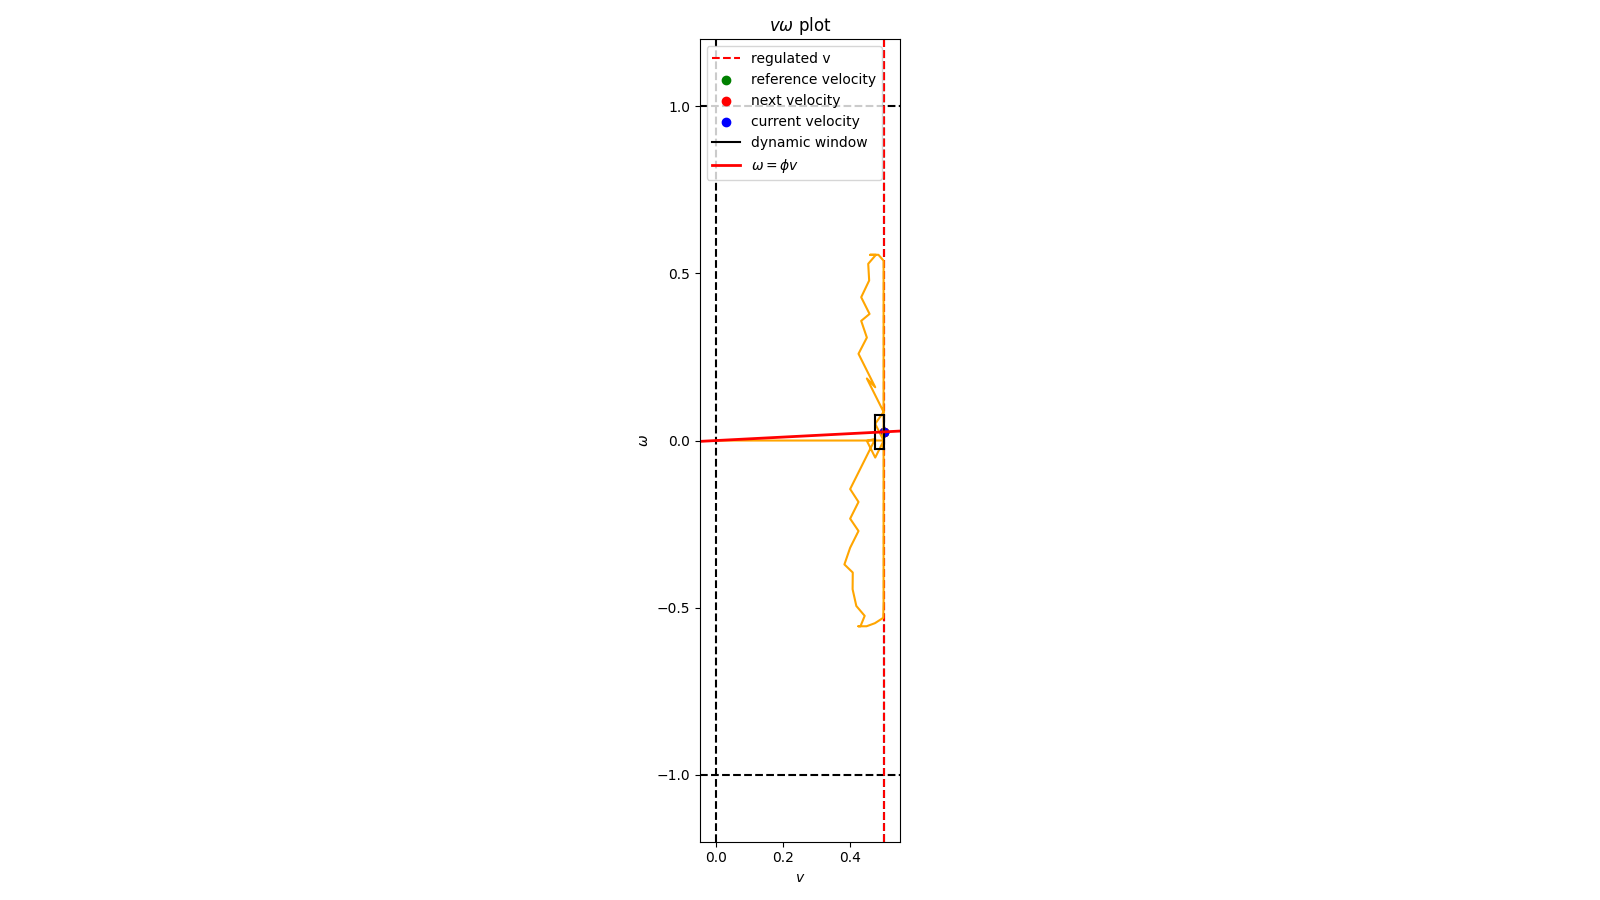 vω plot
regulated v
reference velocity
next velocity
current velocity
dynamic window
ω = ϕv
1.0
0.5
0.0
−0.5
−1.0
ω
0.0 0.2 0.4
v